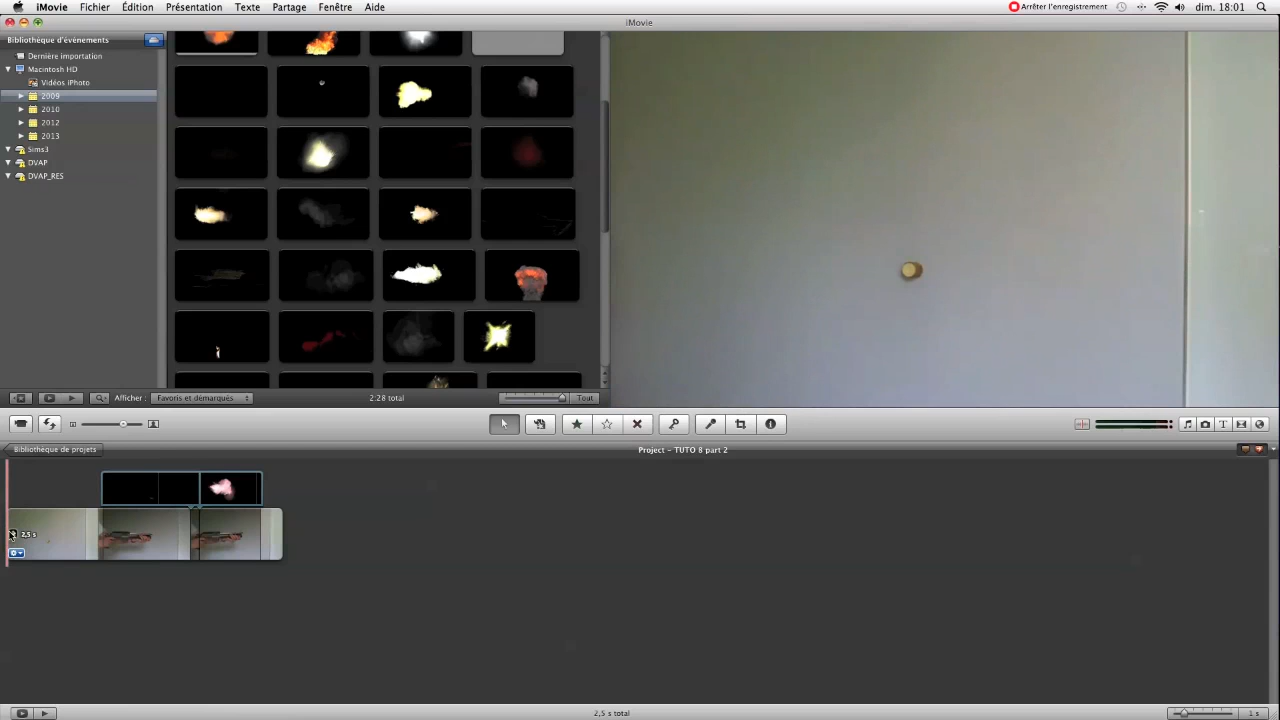 iMovie Fichier Édition Présentation Texte Partage Fenêtre Aide Arrêter l'enregistrement dim. 18:01
iMovie
Bibliothèque d'évènements
Dernière importation
Macintosh HD
Vidéos iPhoto
2009
2010
2012
2013
Sims3
DVAP
DVAP_RES
Afficher : Favoris et démarqués 2:28 total Tout
Bibliothèque de projets Project - TUTO 8 part 2
2,5 s
2,5 s total 1 s